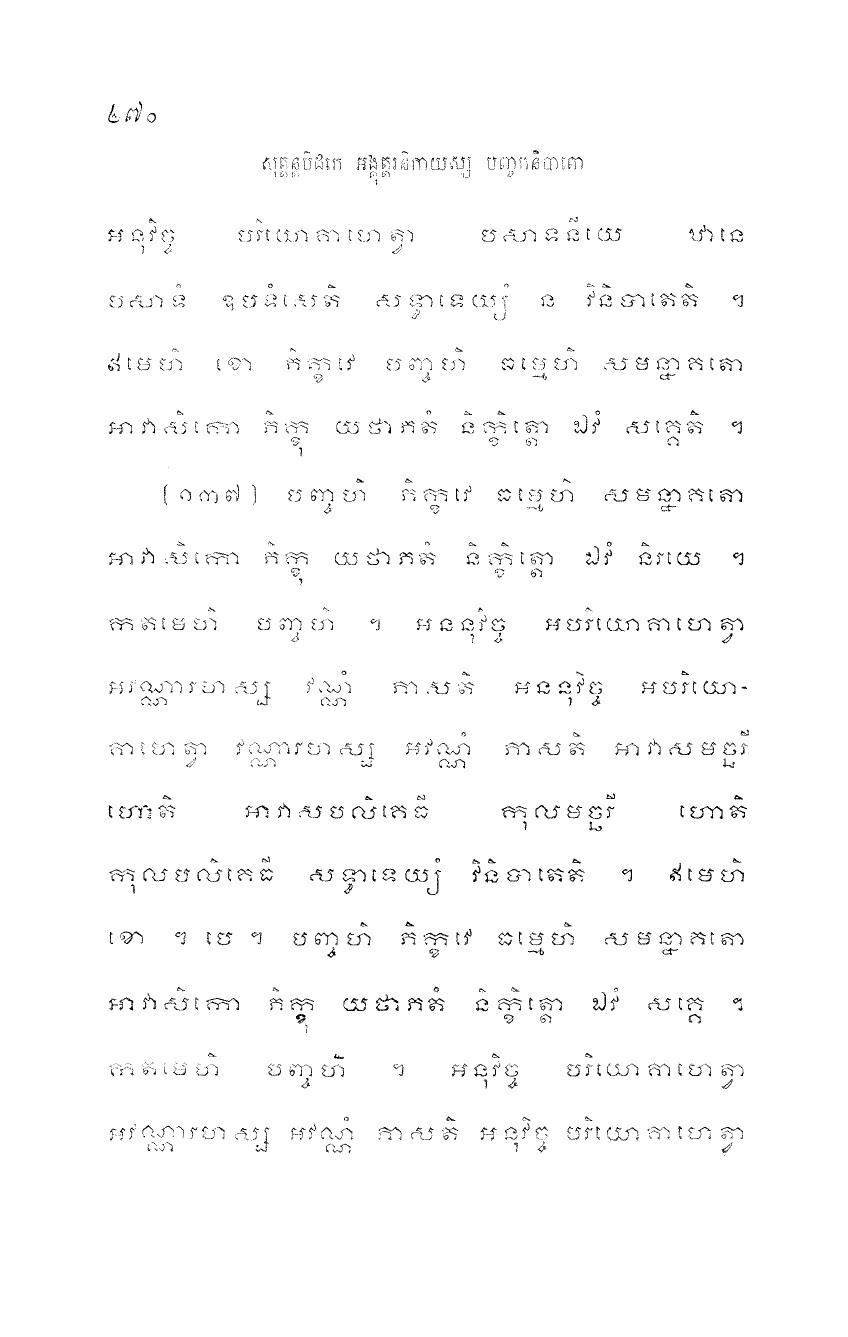 ៤៧០
សុត្តន្តបិដកេ អង្គុត្តរនិកាយស្ស បញ្ចកនិបាតោ
អនុវិច្ច បរិយោគាហេត្វា បសាទនីយេ ឋានេ
បសាទំ ឧបទំសេតិ សទ្ធាទេយ្យំ ន វិនិបាតេតិ ។
ឥមេហិ ខោ ភិក្ខវេ បញ្ចហិ ធម្មេហិ សមន្នាគតោ
អាវាសិកោ ភិក្ខុ យថាភតំ និក្ខិត្តោ ឯវំ សគ្គេតិ ។
(១៣៧) បញ្ចហិ ភិក្ខវេ ធម្មេហិ សមន្នាគតោ
អាវាសិកោ ភិក្ខុ យថាភតំ និក្ខិត្តោ ឯវំ និរយេ ។
កតមេហិ បញ្ចហិ ។ អននុវិច្ច អបរិយោគាហេត្វា
អវណ្ណារហស្ស វណ្ណំ ភាសតិ អននុវិច្ច អបរិយោ-
គាហេត្វា វណ្ណារហស្ស អវណ្ណំ ភាសតិ អាវាសមច្ឆរី
ហោតិ អាវាសបលិគេធី កុលមច្ឆរី ហោតិ
កុលបលិគេធី សទ្ធាទេយ្យំ វិនិបាតេតិ ។ ឥមេហិ
ខោ ។ បេ ។ បញ្ចហិ ភិក្ខវេ ធម្មេហិ សមន្នាគតោ
អាវាសិកោ ភិក្ខុ យថាភតំ និក្ខិត្តោ ឯវំ សគ្គេ ។
កតមេហិ បញ្ចហិ ។ អនុវិច្ច បរិយោគាហេត្វា
អវណ្ណារហស្ស អវណ្ណំ ភាសតិ អនុវិច្ច បរិយោគាហេត្វា